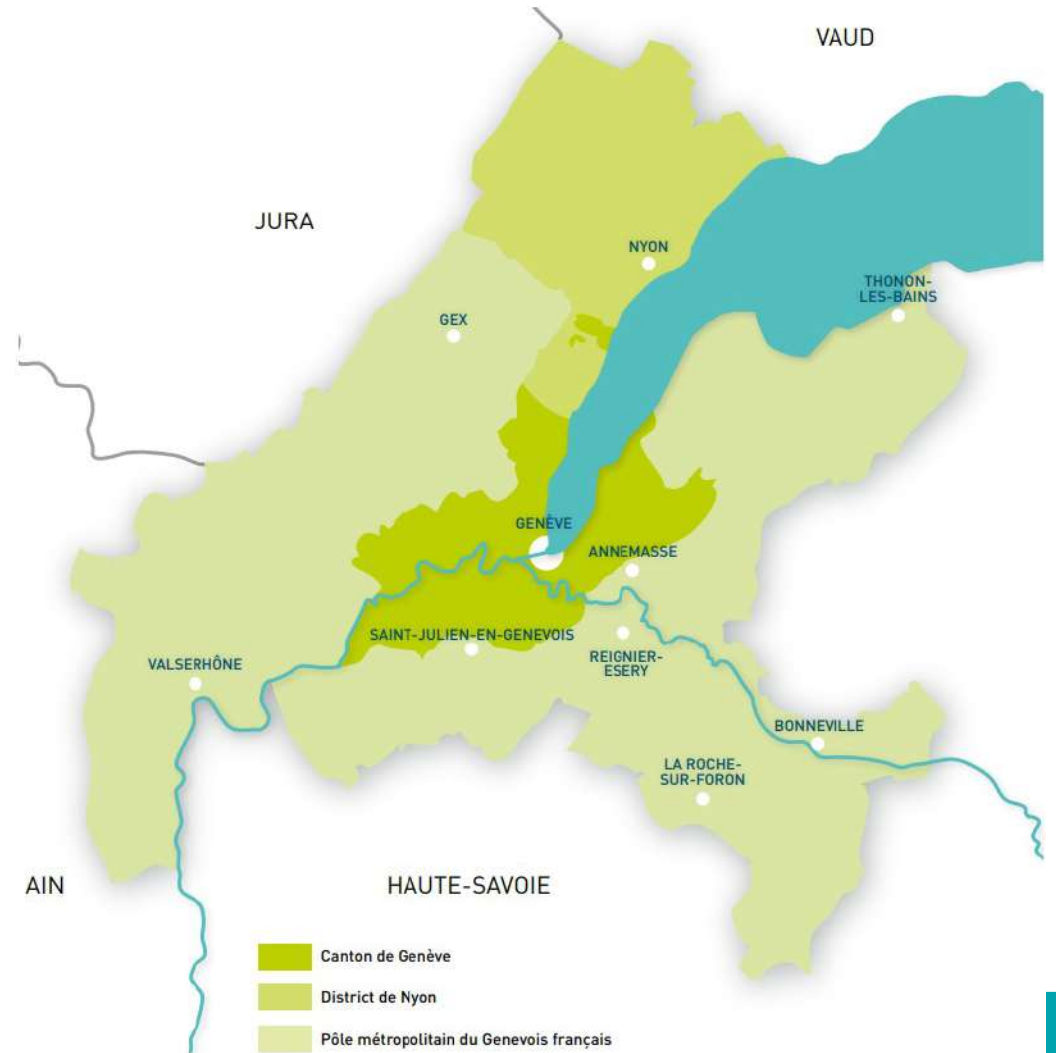 VAUD
JURA
NYON
THONON-
LES-BAINS
GEX
GENÈVE
ANNEMASSE
SAINT-JULIEN-EN-GENEVOIS
REIGNIER-
ESERY
VALSERHÔNE
BONNEVILLE
LA ROCHE-
SUR-FORON
AIN
HAUTE-SAVOIE
Canton de Genève
District de Nyon
Pôle métropolitain du Genevois français